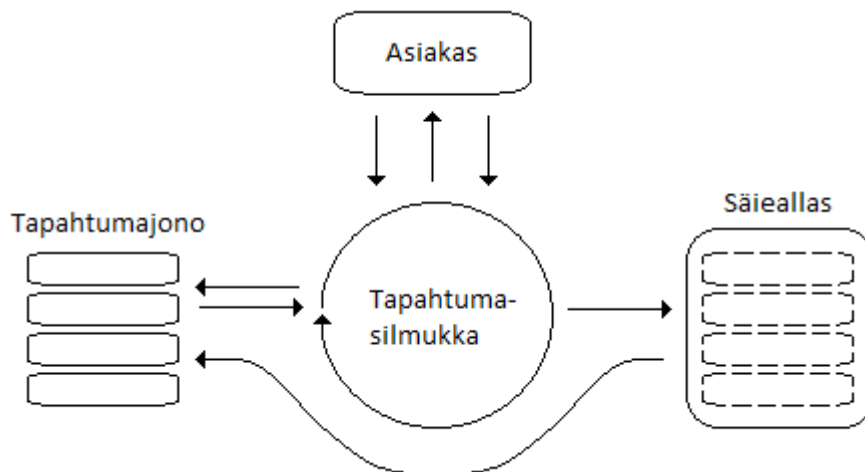 Asiakas
Tapahtumajono
Säieallas
Tapahtuma-
silmukka